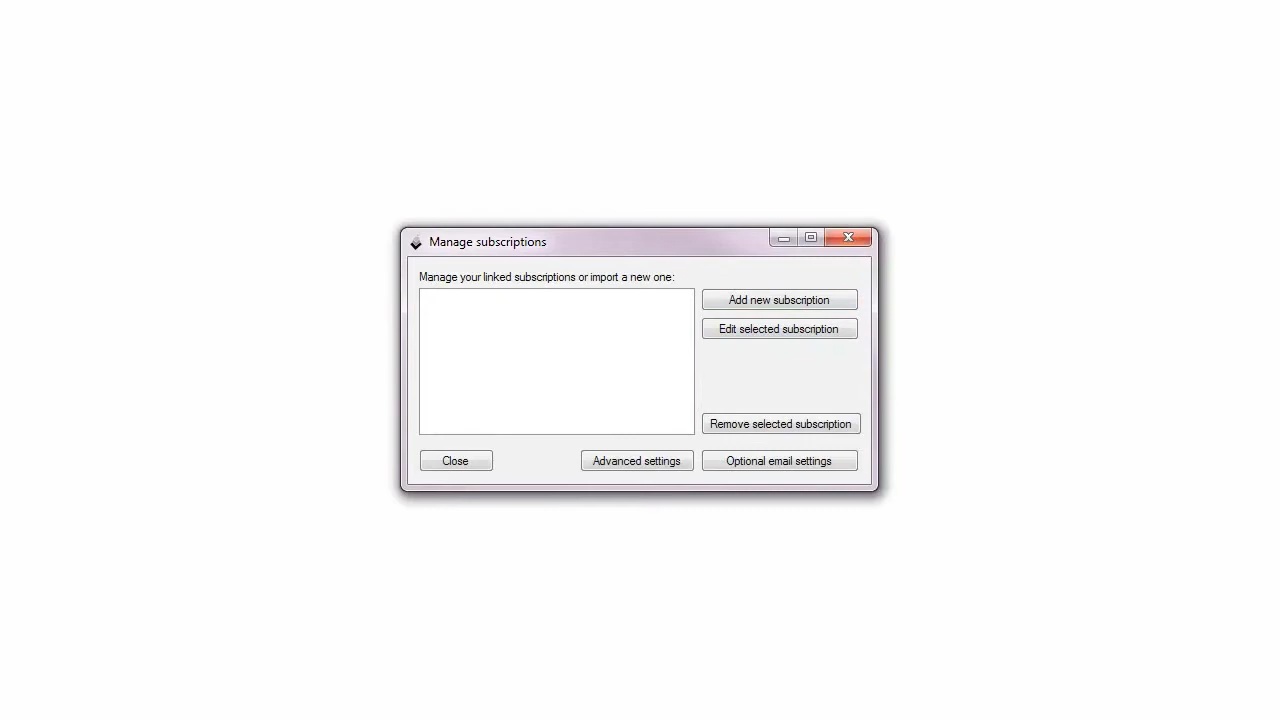 Manage subscriptions
Manage your linked subscriptions or import a new one:
Add new subscription
Edit selected subscription
Remove selected subscription
Close
Advanced settings
Optional email settings